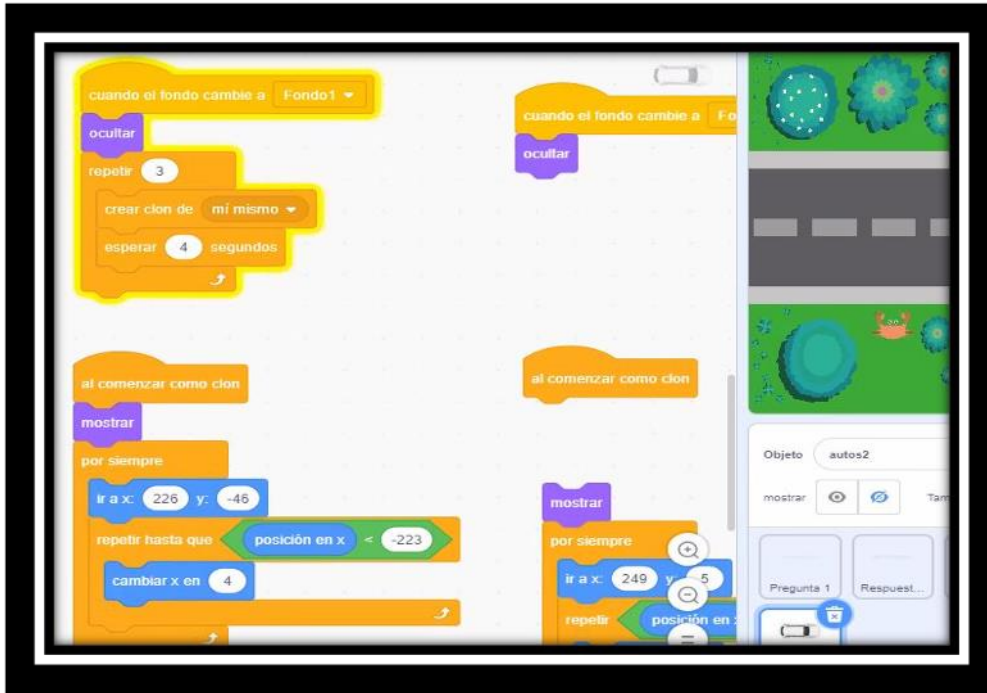 cuando el fondo cambie a Fondo1
ocultar
repetir 3
crear clon de mí mismo
esperar 4 segundos
al comenzar como clon
mostrar
por siempre
ir a x: 226 y: -46
repetir hasta que posición en x < -223
cambiar x en 4
cuando el fondo cambie a Fo
ocultar
al comenzar como clon
mostrar
por siempre
ir a x: 249 y 5
repetir posición en
Objeto autos2
mostrar Tam
Pregunta 1 Respuest...